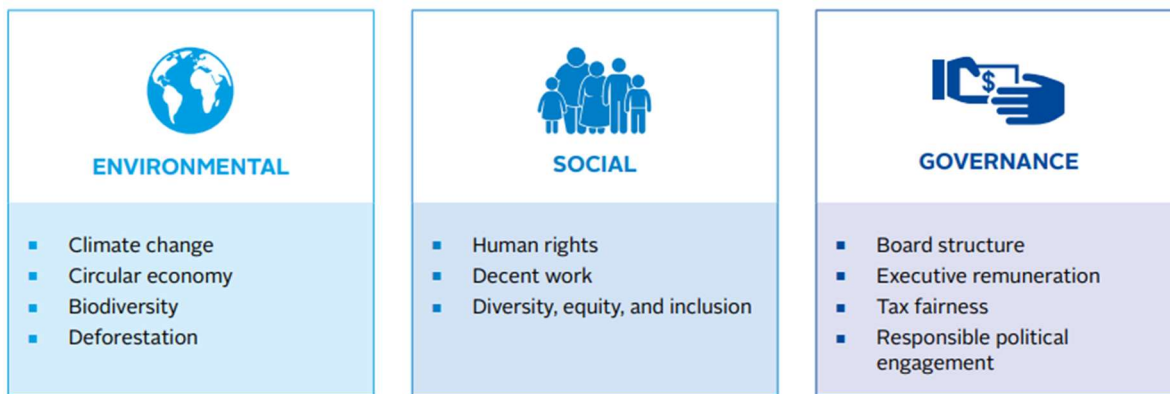 ENVIRONMENTAL
Climate change
Circular economy
Biodiversity
Deforestation
SOCIAL
Human rights
Decent work
Diversity, equity, and inclusion
$
GOVERNANCE
Board structure
Executive remuneration
Tax fairness
Responsible political
engagement